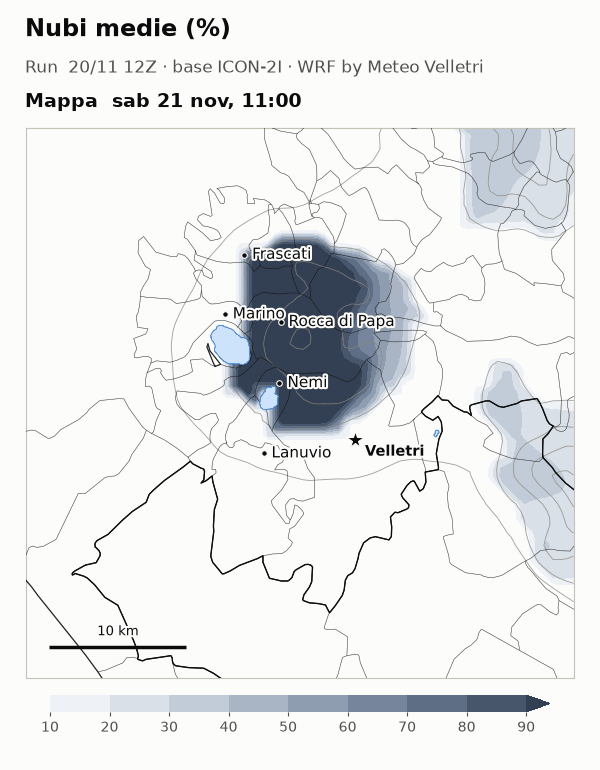 Nubi medie (%)
Run  20/11 12Z · base ICON-2I · WRF by Meteo Velletri
Mappa  sab 21 nov, 11:00
Frascati
Marino
Rocca di Papa
Nemi
Velletri
Lanuvio
10 km
10 20 30 40 50 60 70 80 90